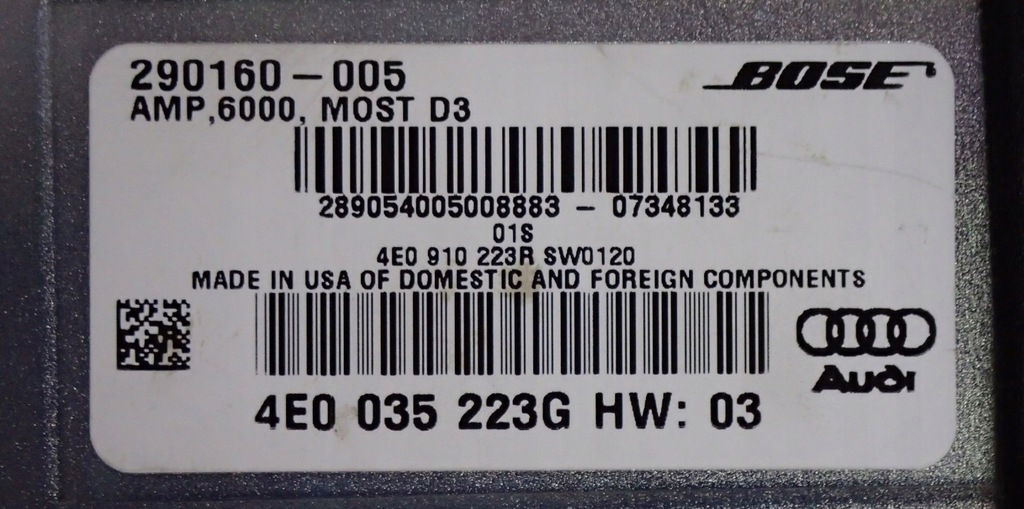 290160-005
BOSE
AMP,6000, MOST D3
289054005008883 - 07348133
01S
4E0 910 223R SW0120
MADE IN USA OF DOMESTIC AND FOREIGN COMPONENTS
Audi
4E0 035 223G HW: 03